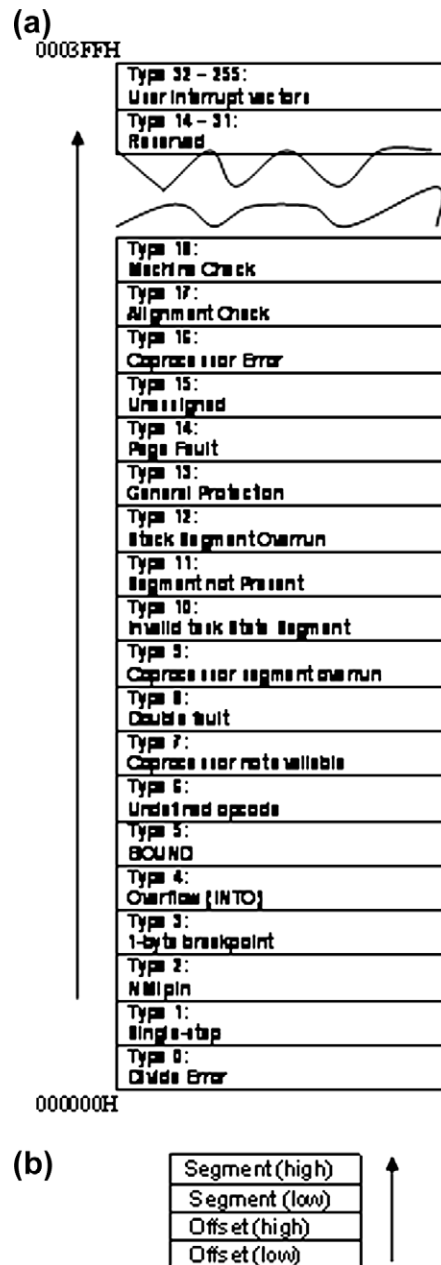 (a)
0003FFH
Type 32 – 255:
User interrupt vectors
Type 14 – 31:
Reserved
Type 18:
Machine Check
Type 17:
Alignment Check
Type 16:
Coprocessor Error
Type 15:
Unassigned
Type 14:
Page Fault
Type 13:
General Protection
Type 12:
Stack Segment Overrun
Type 11:
Segment not Present
Type 10:
Invalid task State Segment
Type 9:
Coprocessor segment overrun
Type 8:
Double fault
Type 7:
Coprocessor not available
Type 6:
Undefined opcode
Type 5:
BOUND
Type 4:
Overflow (INTO)
Type 3:
1-byte breakpoint
Type 2:
NMI pin
Type 1:
Single-step
Type 0:
Divide Error
000000H
(b)
Segment (high)
Segment (low)
Offset (high)
Offset (low)